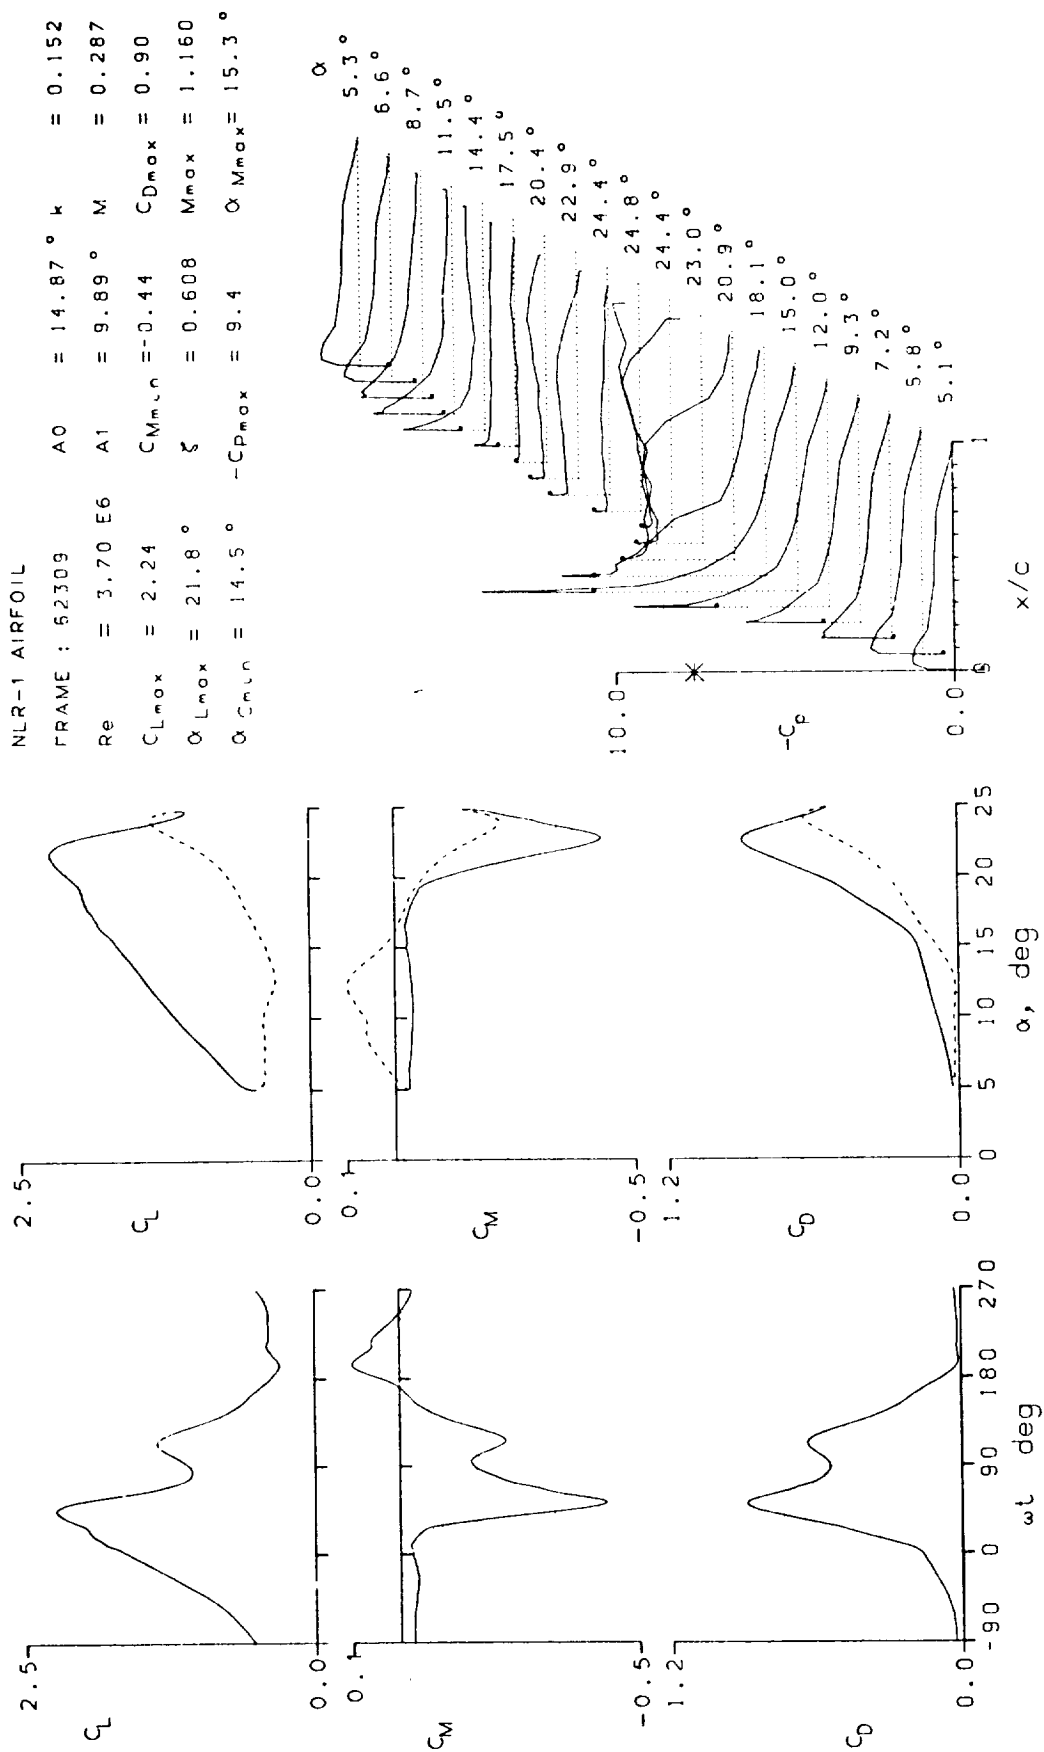 NLR-1 AIRFOIL
FRAME : 62309 A0 = 14.87° k = 0.152
Re = 3.70 E6 A1 = 9.89° M = 0.287
CLmax = 2.24 CMmin =-0.44 CDmax = 0.90
αLmax = 21.8° ζ = 0.608 Mmax = 1.160
αCmin = 14.5° -CPmax = 9.4 αMmax = 15.3°
2.5
CL
0.0
0.1
CM
-0.5
1.2
CD
0.0
-90 0 90 180 270
ωt deg
2.5
CL
0.0
0.1
CM
-0.5
1.2
CD
0.0
0 5 10 15 20 25
α, deg
α
5.3°
6.6°
8.7°
11.5°
14.4°
17.5°
20.4°
22.9°
24.4°
24.8°
24.4°
23.0°
20.9°
18.1°
15.0°
12.0°
9.3°
7.2°
5.8°
5.1°
10.0
-Cp
0.0
0 1
x/c